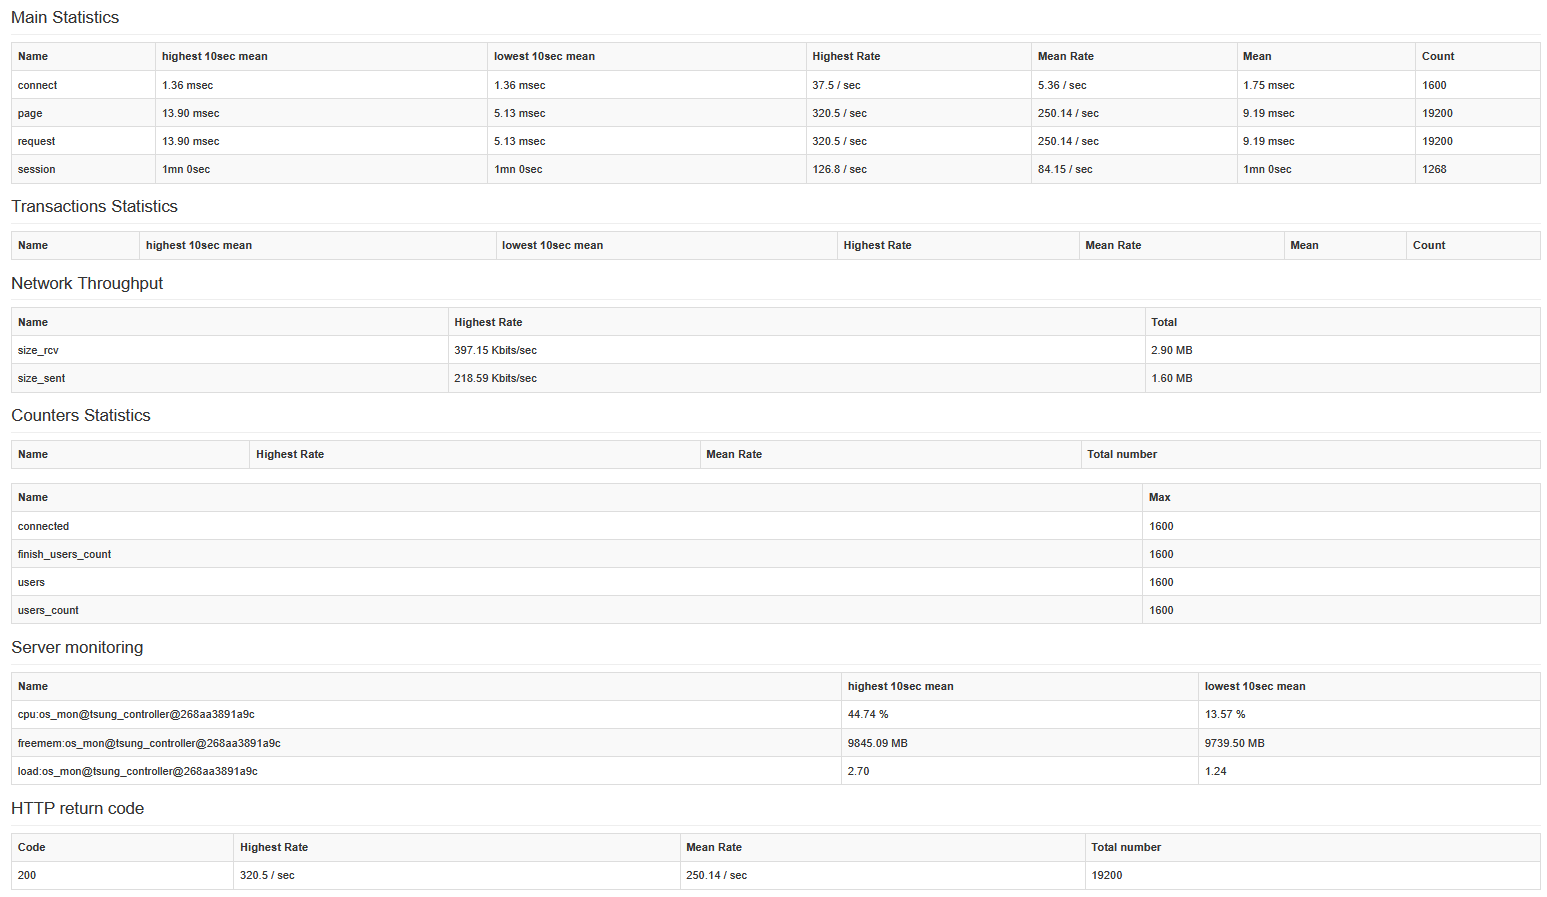 Main Statistics
Name highest 10sec mean lowest 10sec mean Highest Rate Mean Rate Mean Count
connect 1.36 msec 1.36 msec 37.5 / sec 5.36 / sec 1.75 msec 1600
page 13.90 msec 5.13 msec 320.5 / sec 250.14 / sec 9.19 msec 19200
request 13.90 msec 5.13 msec 320.5 / sec 250.14 / sec 9.19 msec 19200
session 1mn 0sec 1mn 0sec 126.8 / sec 84.15 / sec 1mn 0sec 1268
Transactions Statistics
Name highest 10sec mean lowest 10sec mean Highest Rate Mean Rate Mean Count
Network Throughput
Name Highest Rate Total
size_rcv 397.15 Kbits/sec 2.90 MB
size_sent 218.59 Kbits/sec 1.60 MB
Counters Statistics
Name Highest Rate Mean Rate Total number
Name Max
connected 1600
finish_users_count 1600
users 1600
users_count 1600
Server monitoring
Name highest 10sec mean lowest 10sec mean
cpu:os_mon@tsung_controller@268aa3891a9c 44.74 % 13.57 %
freemem:os_mon@tsung_controller@268aa3891a9c 9845.09 MB 9739.50 MB
load:os_mon@tsung_controller@268aa3891a9c 2.70 1.24
HTTP return code
Code Highest Rate Mean Rate Total number
200 320.5 / sec 250.14 / sec 19200